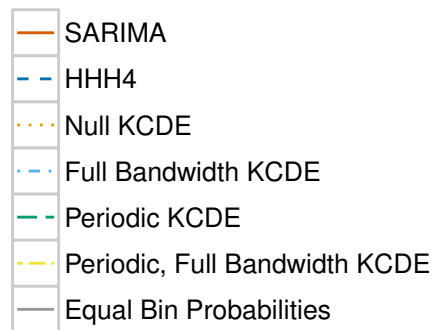 SARIMA
HHH4
Null KCDE
Full Bandwidth KCDE
Periodic KCDE
Periodic, Full Bandwidth KCDE
Equal Bin Probabilities